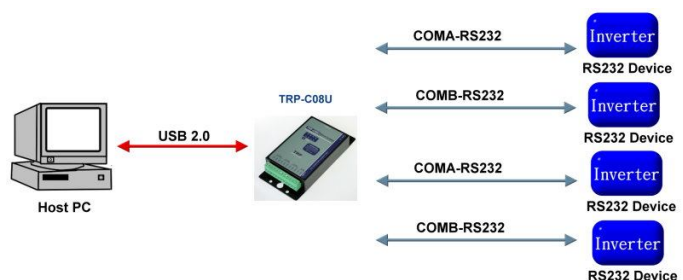 COMA-RS232
Inverter
RS232 Device
TRP-C08U
COMB-RS232
Inverter
RS232 Device
USB 2.0
Host PC
COMA-RS232
Inverter
RS232 Device
COMB-RS232
Inverter
RS232 Device